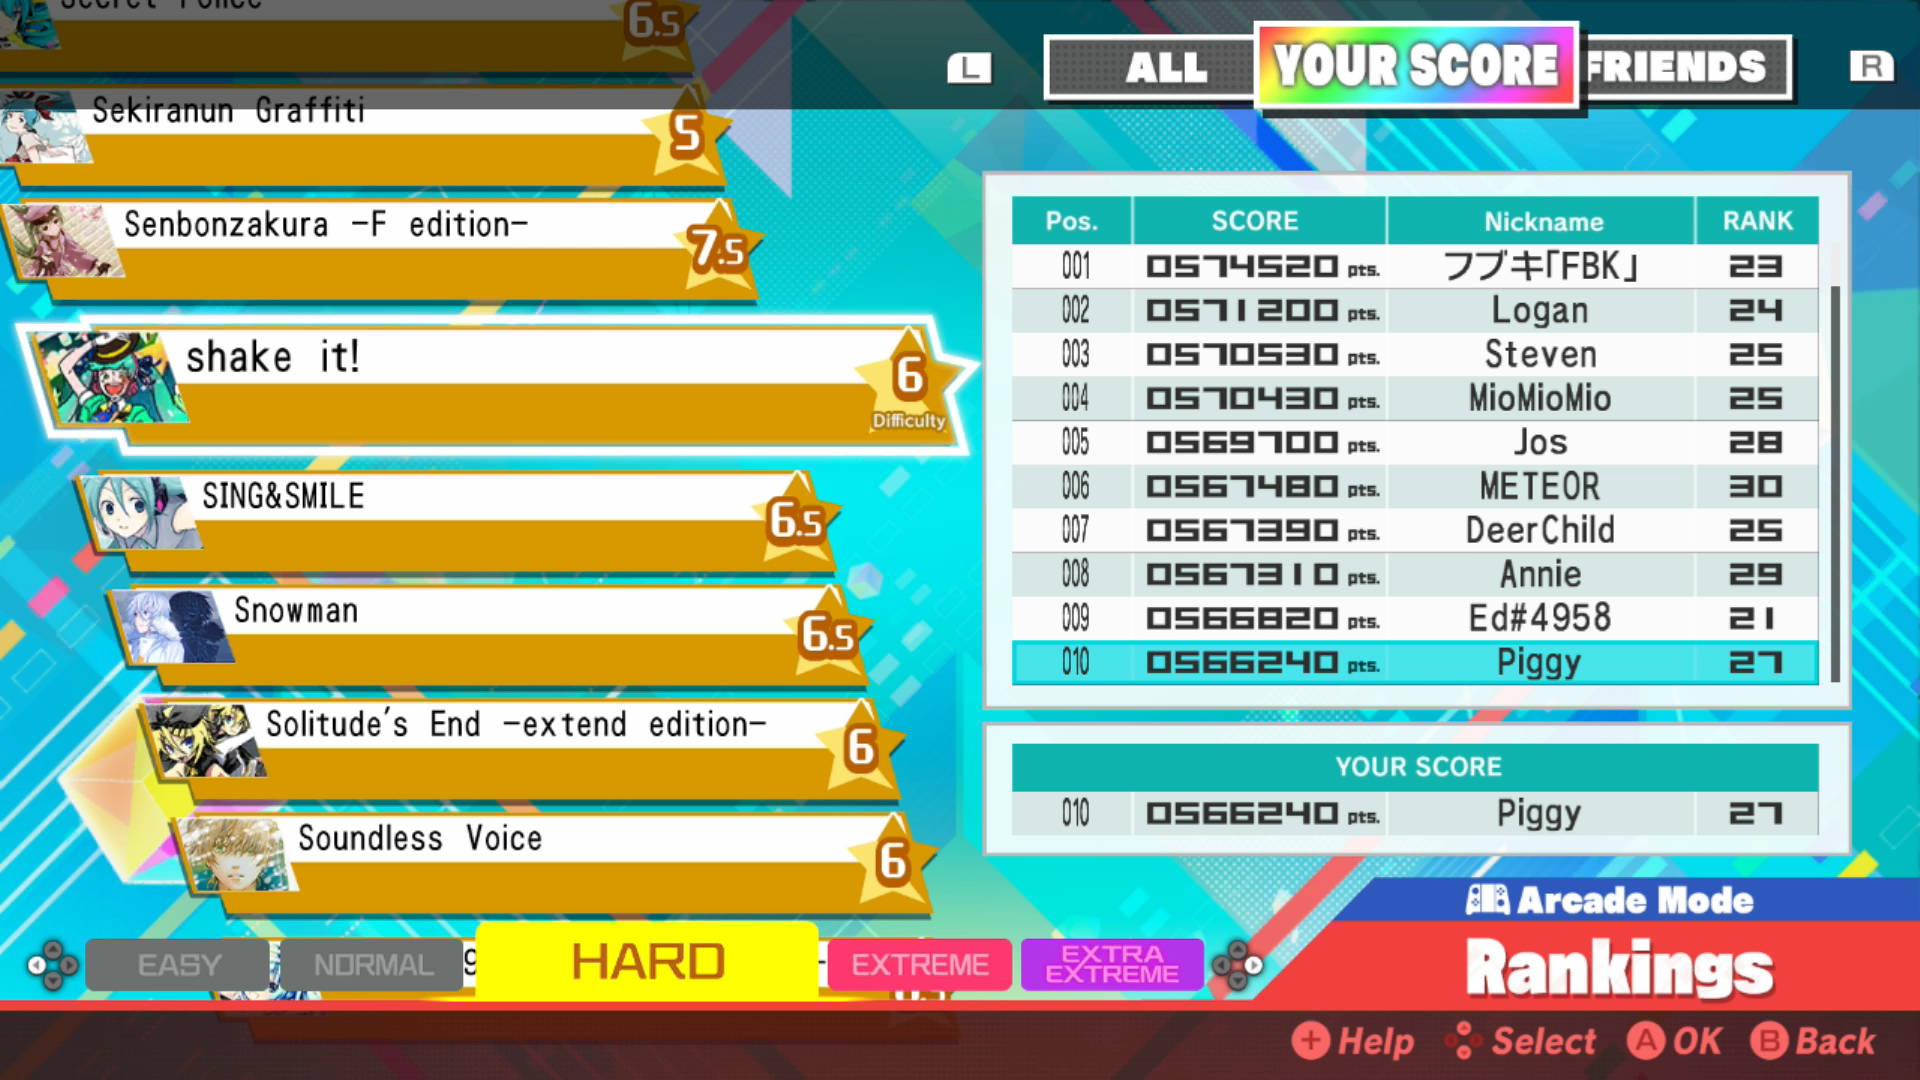 6.5
L
ALL
YOUR SCORE
FRIENDS
R
Sekiranun Graffiti
5
Senbonzakura -F edition-
7.5
shake it!
6
Difficulty
SING&SMILE
6.5
Snowman
6.5
Solitude's End -extend edition-
6
Soundless Voice
6
Pos. SCORE Nickname RANK
001 0574520 pts. フブキ「FBK」 23
002 0571200 pts. Logan 24
003 0570530 pts. Steven 25
004 0570430 pts. MioMioMio 25
005 0569700 pts. Jos 28
006 0567480 pts. METEOR 30
007 0567390 pts. DeerChild 25
008 0567310 pts. Annie 29
009 0566820 pts. Ed#4958 21
010 0566240 pts. Piggy 27
YOUR SCORE
010 0566240 pts. Piggy 27
Arcade Mode
Rankings
EASY
NORMAL
HARD
EXTREME
EXTRA
EXTREME
+ Help
Select
A OK
B Back